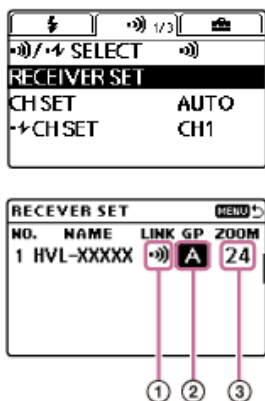 1/3
SELECT
RECEIVER SET
CH SET AUTO
CH SET CH1
RECEVER SET MENU
NO. NAME LINK GP ZOOM
1 HVL-XXXXX A 24
① ② ③